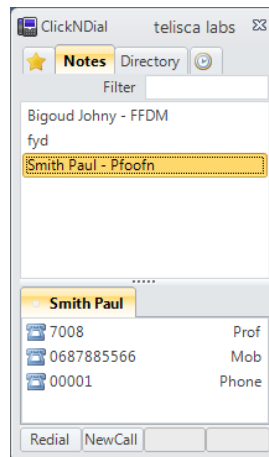 ClickNDial telisca labs
Notes Directory
Filter
Bigoud Johny - FFDM
fyd
Smith Paul - Pfoofn
Smith Paul
7008 Prof
0687885566 Mob
00001 Phone
Redial NewCall